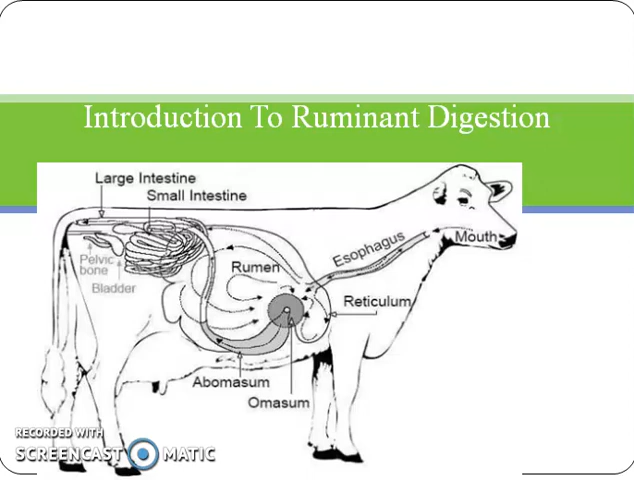 Introduction To Ruminant Digestion
Large Intestine
Small Intestine
Esophagus
Mouth
Pelvic
bone
Rumen
Bladder
Reticulum
Abomasum
Omasum
RECORDED WITH
SCREENCAST MATIC